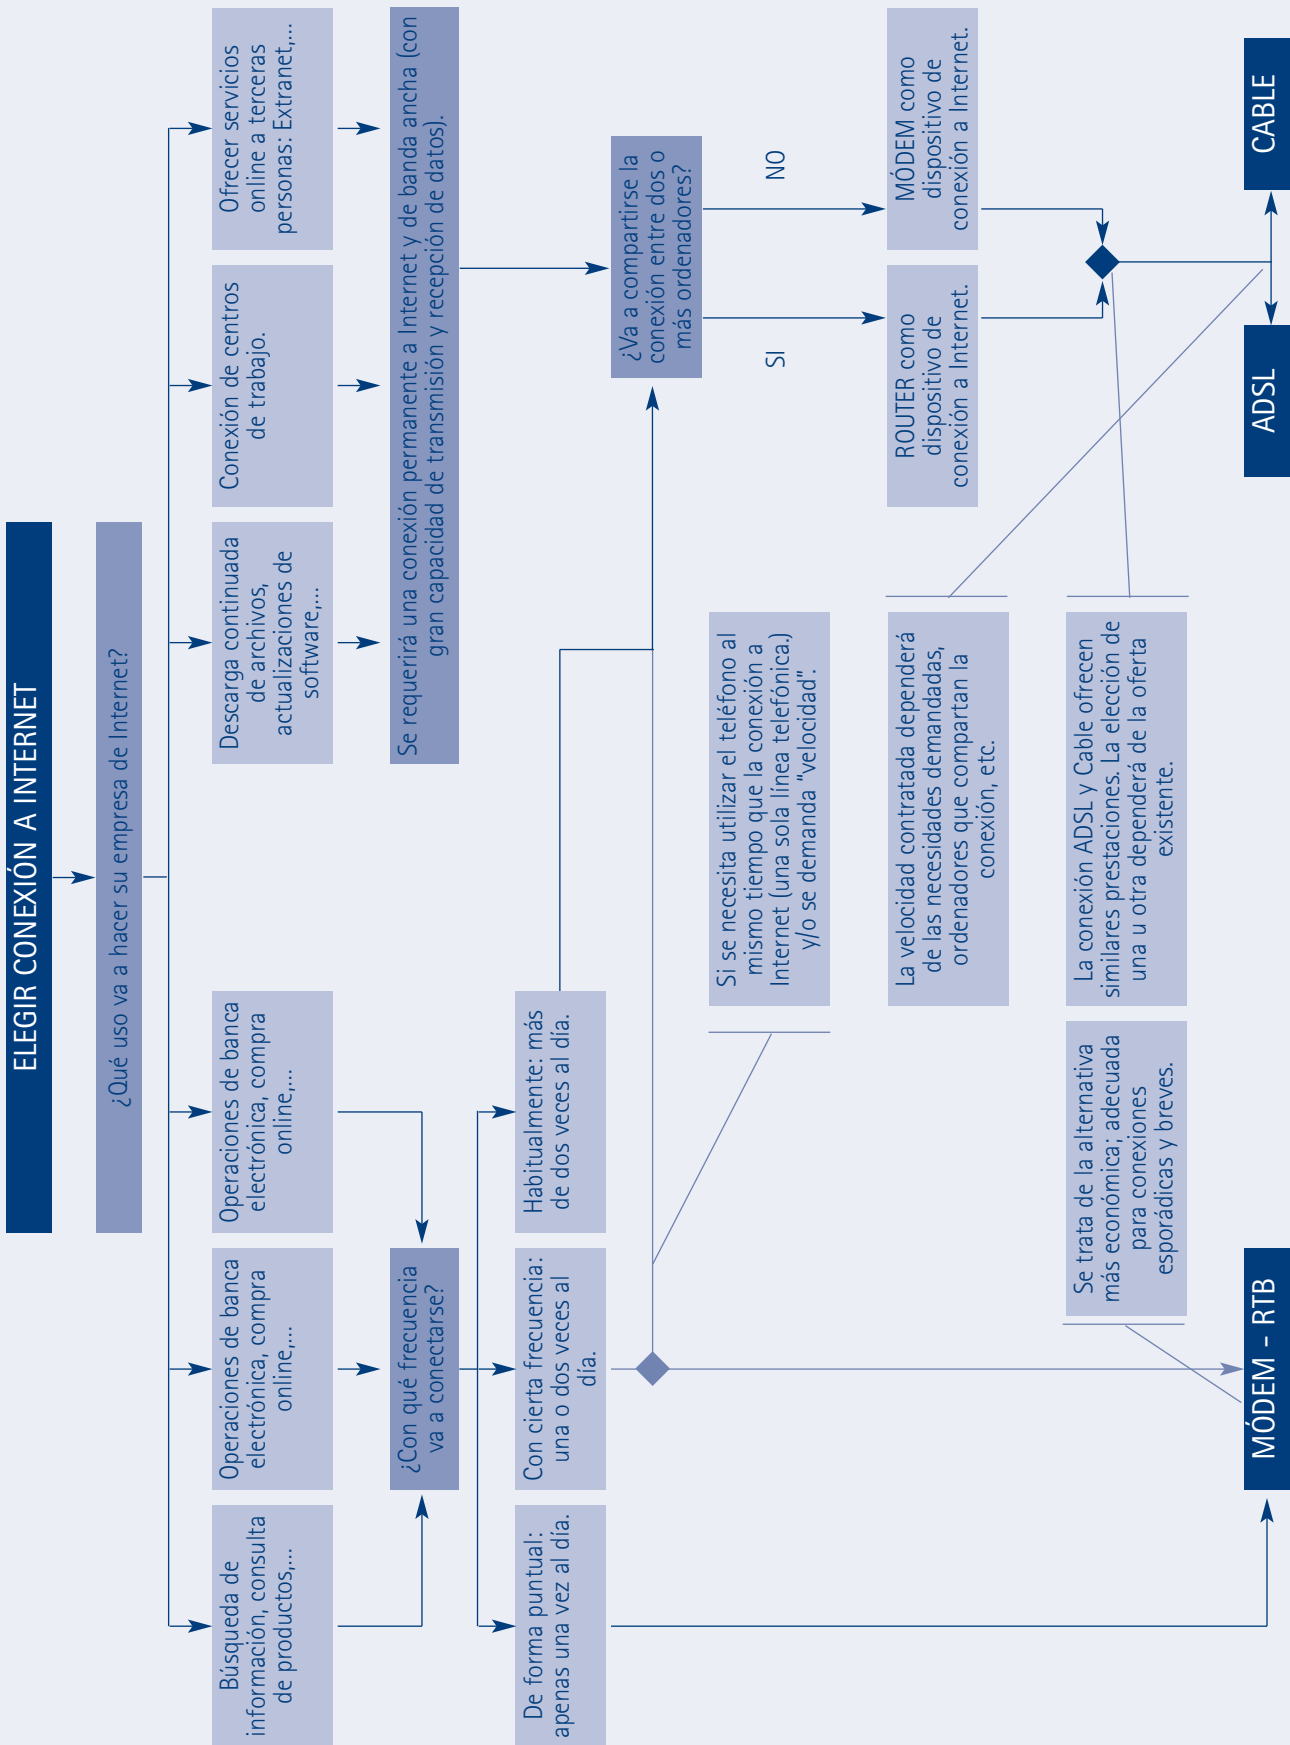 ELEGIR CONEXIÓN A INTERNET
¿Qué uso va a hacer su empresa de Internet?
Búsqueda de
información, consulta
de productos,...
Operaciones de banca
electrónica, compra
online,...
Operaciones de banca
electrónica, compra
online,...
Descarga continuada
de archivos,
actualizaciones de
software,...
Conexión de centros
de trabajo.
Ofrecer servicios
online a terceras
personas: Extranet,...
¿Con qué frecuencia
va a conectarse?
Se requerirá una conexión permanente a Internet y de banda ancha (con
gran capacidad de transmisión y recepción de datos).
De forma puntual:
apenas una vez al día.
Con cierta frecuencia:
una o dos veces al
día.
Habitualmente: más
de dos veces al día.
¿Va a compartirse la
conexión entre dos o
más ordenadores?
Si se necesita utilizar el teléfono al
mismo tiempo que la conexión a
Internet (una sola línea telefónica.)
y/o se demanda "velocidad".
SI
NO
La velocidad contratada dependerá
de las necesidades demandadas,
ordenadores que compartan la
conexión, etc.
ROUTER como
dispositivo de
conexión a Internet.
MÓDEM como
dispositivo de
conexión a Internet.
Se trata de la alternativa
más económica; adecuada
para conexiones
esporádicas y breves.
La conexión ADSL y Cable ofrecen
similares prestaciones. La elección de
una u otra dependerá de la oferta
existente.
MÓDEM - RTB
ADSL
CABLE